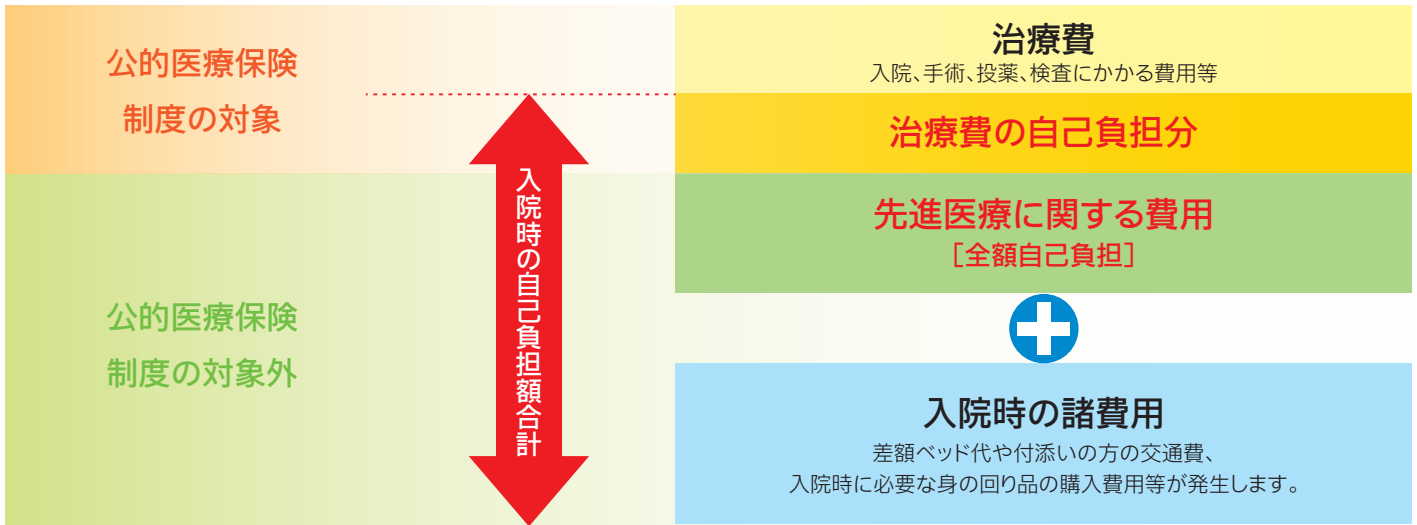 公的医療保険
制度の対象
公的医療保険
制度の対象外
入院時の自己負担額合計
治療費
入院、手術、投薬、検査にかかる費用等
治療費の自己負担分
先進医療に関する費用
［全額自己負担］
入院時の諸費用
差額ベッド代や付添いの方の交通費、
入院時に必要な身の回り品の購入費用等が発生します。